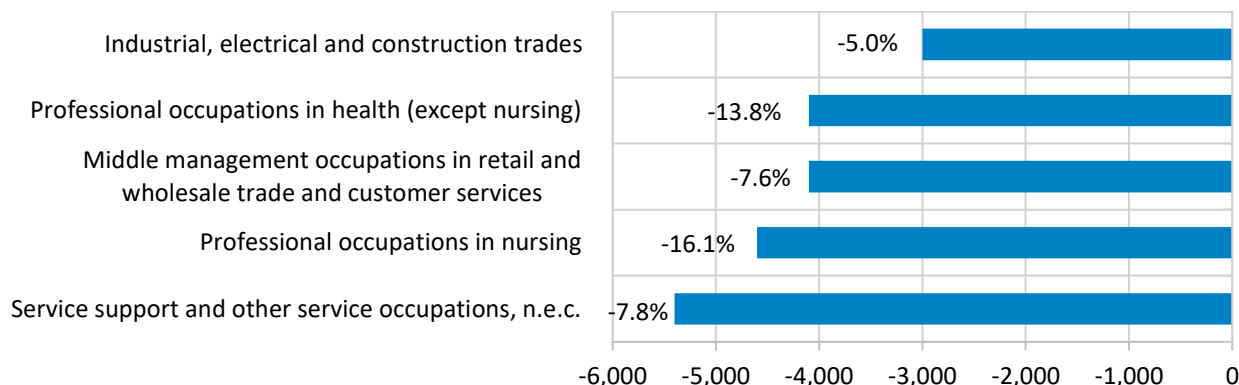 Industrial, electrical and construction trades
-5.0%
Professional occupations in health (except nursing)
-13.8%
Middle management occupations in retail and
wholesale trade and customer services
-7.6%
Professional occupations in nursing
-16.1%
Service support and other service occupations, n.e.c.
-7.8%
-6,000 -5,000 -4,000 -3,000 -2,000 -1,000 0